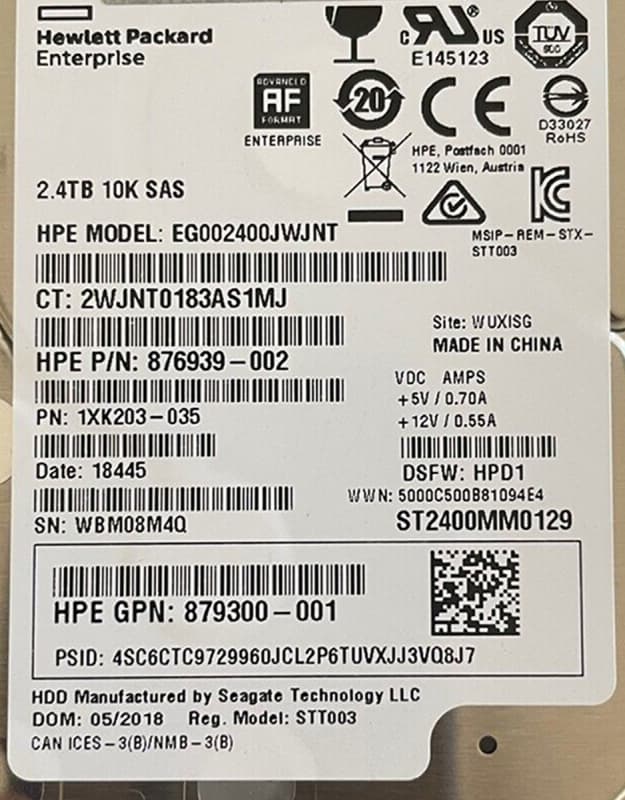 Hewlett Packard
Enterprise
C RU® US
E145123
TÜV
SÜD
ADVANCED
AF
FORMAT
ENTERPRISE
20
CE
D33027
RoHS
HPE, Postfach 0001
1122 Wien, Austria
2.4TB 10K SAS
HPE MODEL: EG002400JWJNT
MSIP-REM-STX-
STT003
CT: 2WJNT0183AS1MJ
Site: WUXISG
MADE IN CHINA
HPE P/N: 876939-002
VDC AMPS
+5V / 0.70A
+12V / 0.55A
PN: 1XK203-035
Date: 18445
DSFW: HPD1
WWN: 5000C500B81094E4
SN: WBM08M4Q
ST2400MM0129
HPE GPN: 879300-001
PSID: 4SC6CTC9729960JCL2P6TUVXJJ3VQ8J7
HDD Manufactured by Seagate Technology LLC
DOM: 05/2018 Reg. Model: STT003
CAN ICES-3(B)/NMB-3(B)